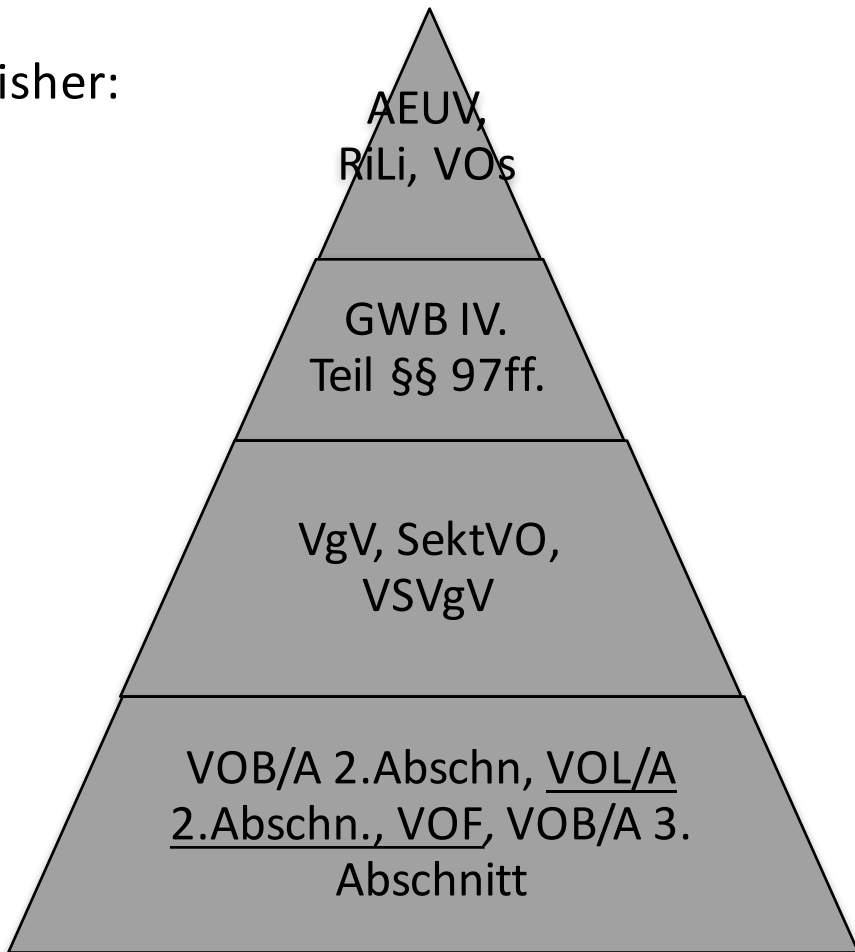 isher:
AEUV,
RiLi, VOs
GWB IV.
Teil §§ 97ff.
VgV, SektVO,
VSVgV
VOB/A 2.Abschn, VOL/A
2.Abschn., VOF, VOB/A 3.
Abschnitt